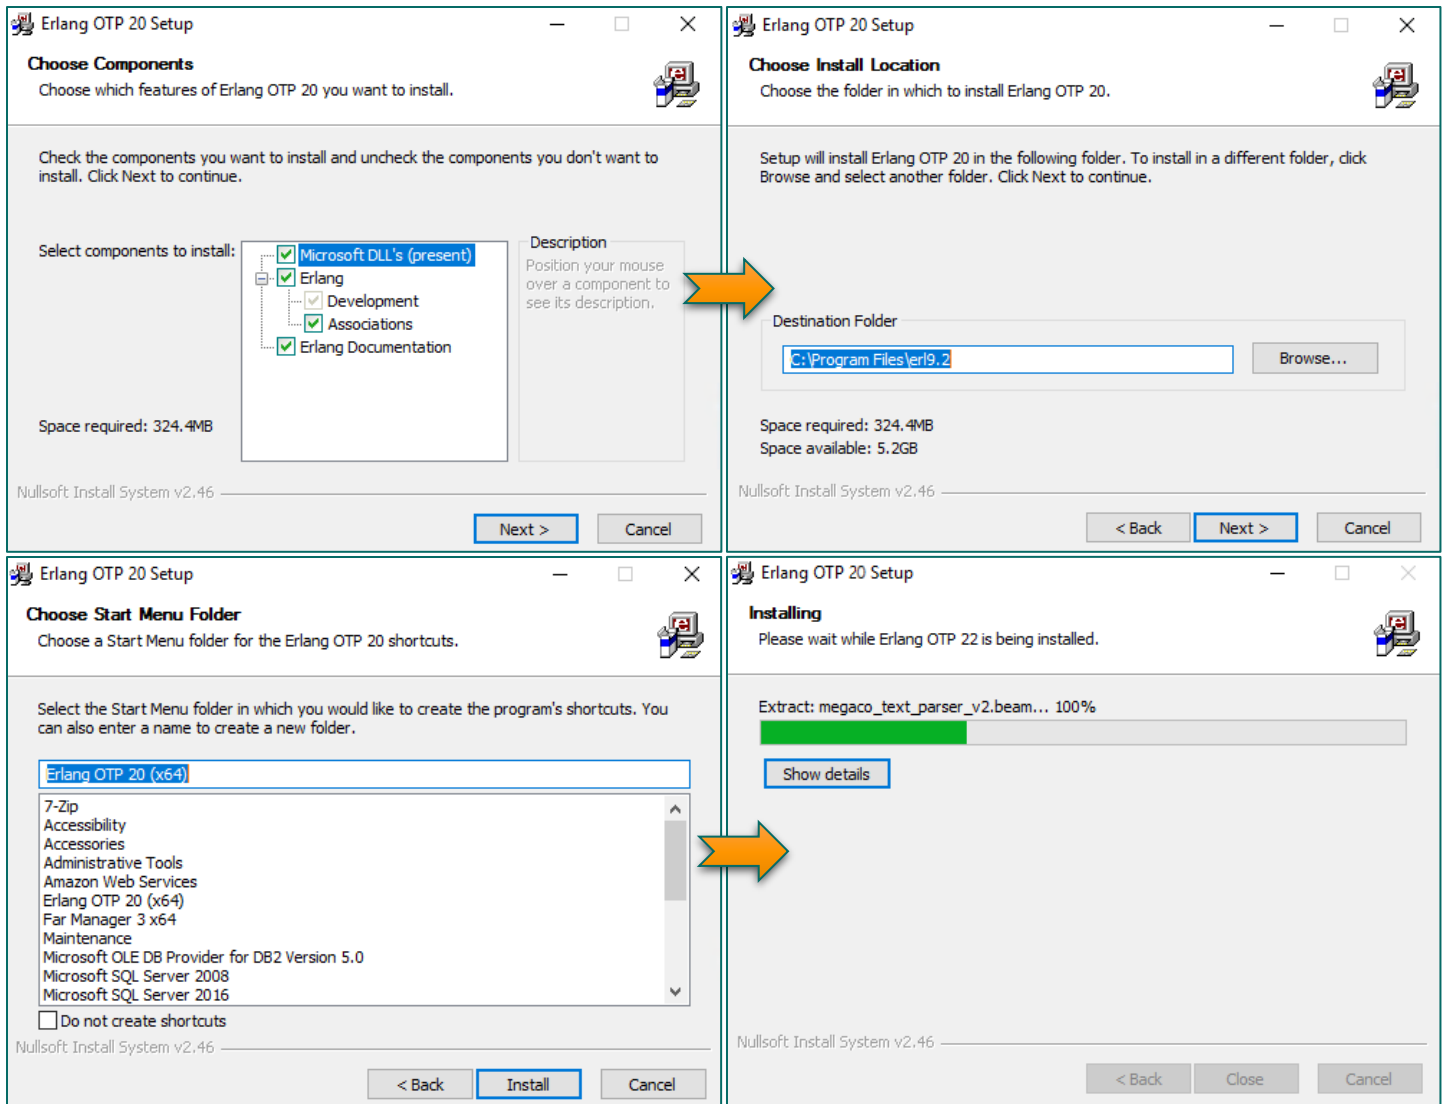 Erlang OTP 20 Setup
Choose Components
Choose which features of Erlang OTP 20 you want to install.
Check the components you want to install and uncheck the components you don't want to
install. Click Next to continue.
Select components to install:
Microsoft DLL's (present)
Erlang
Development
Associations
Erlang Documentation
Description
Position your mouse
over a component to
see its description.
Space required: 324.4MB
Nullsoft Install System v2.46
Next >
Cancel
Erlang OTP 20 Setup
Choose Install Location
Choose the folder in which to install Erlang OTP 20.
Setup will install Erlang OTP 20 in the following folder. To install in a different folder, click
Browse and select another folder. Click Next to continue.
Destination Folder
C:\Program Files\erl9.2
Browse...
Space required: 324.4MB
Space available: 5.2GB
Nullsoft Install System v2.46
< Back
Next >
Cancel
Erlang OTP 20 Setup
Choose Start Menu Folder
Choose a Start Menu folder for the Erlang OTP 20 shortcuts.
Select the Start Menu folder in which you would like to create the program's shortcuts. You
can also enter a name to create a new folder.
Erlang OTP 20 (x64)
7-Zip
Accessibility
Accessories
Administrative Tools
Amazon Web Services
Erlang OTP 20 (x64)
Far Manager 3 x64
Maintenance
Microsoft OLE DB Provider for DB2 Version 5.0
Microsoft SQL Server 2008
Microsoft SQL Server 2016
Do not create shortcuts
Nullsoft Install System v2.46
< Back
Install
Cancel
Erlang OTP 20 Setup
Installing
Please wait while Erlang OTP 22 is being installed.
Extract: megaco_text_parser_v2.beam... 100%
Show details
Nullsoft Install System v2.46
< Back
Close
Cancel